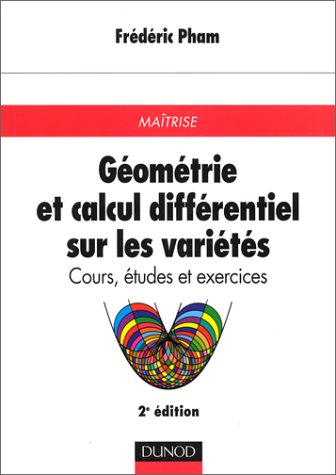 Frédéric Pham
MAÎTRISE
Géométrie
et calcul différentiel
sur les variétés
Cours, études et exercices
2e édition
DUNOD